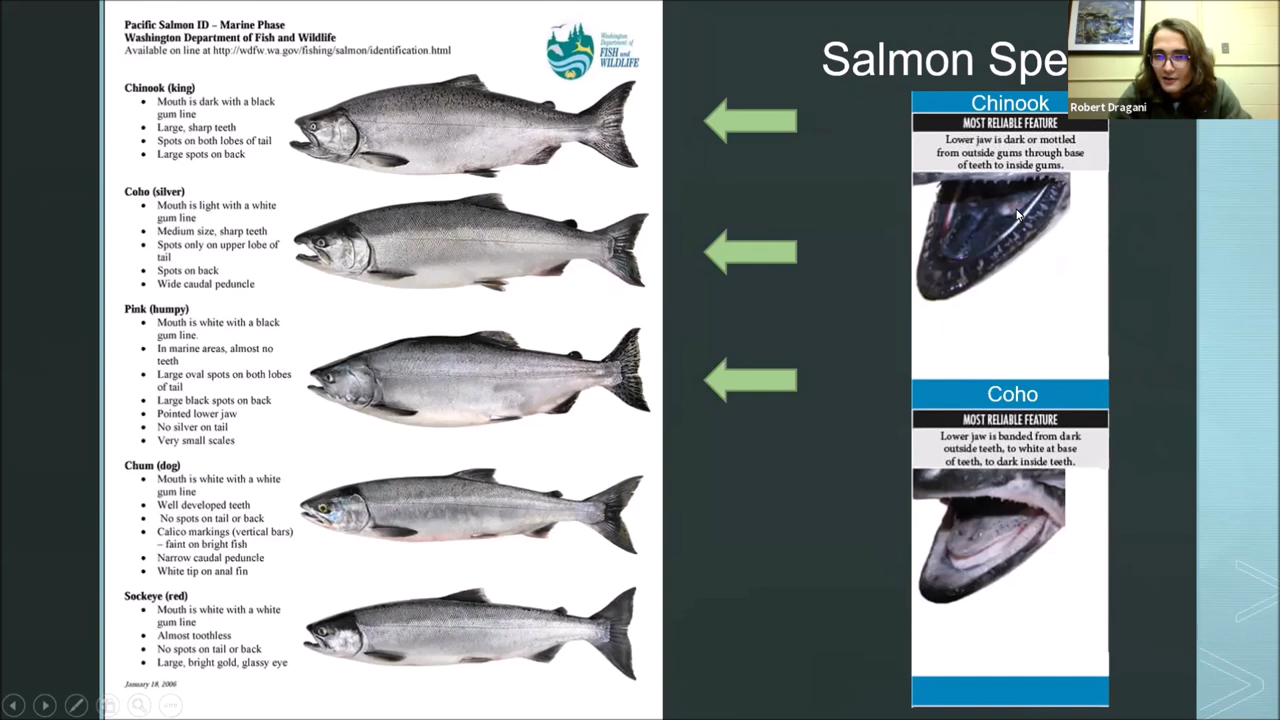 Pacific Salmon ID – Marine Phase
Washington Department of Fish and Wildlife
Available on line at http://wdfw.wa.gov/fishing/salmon/identification.html
Washington
Department of
FISH and
WILDLIFE
Chinook (king)
• Mouth is dark with a black
gum line
• Large, sharp teeth
• Spots on both lobes of tail
• Large spots on back
Coho (silver)
• Mouth is light with a white
gum line
• Medium size, sharp teeth
• Spots only on upper lobe of
tail
• Spots on back
• Wide caudal peduncle
Pink (humpy)
• Mouth is white with a black
gum line.
• In marine areas, almost no
teeth
• Large oval spots on both lobes
of tail
• Large black spots on back
• Pointed lower jaw
• No silver on tail
• Very small scales
Chum (dog)
• Mouth is white with a white
gum line
• Well developed teeth
• No spots on tail or back
• Calico markings (vertical bars)
– faint on bright fish
• Narrow caudal peduncle
• White tip on anal fin
Sockeye (red)
• Mouth is white with a white
gum line
• Almost toothless
• No spots on tail or back
• Large, bright gold, glassy eye
January 18, 2006
Salmon Spe
Chinook
MOST RELIABLE FEATURE
Lower jaw is dark or mottled
from outside gums through base
of teeth to inside gums.
Coho
MOST RELIABLE FEATURE
Lower jaw is banded from dark
outside teeth, to white at base
of teeth, to dark inside teeth.
Robert Dragani